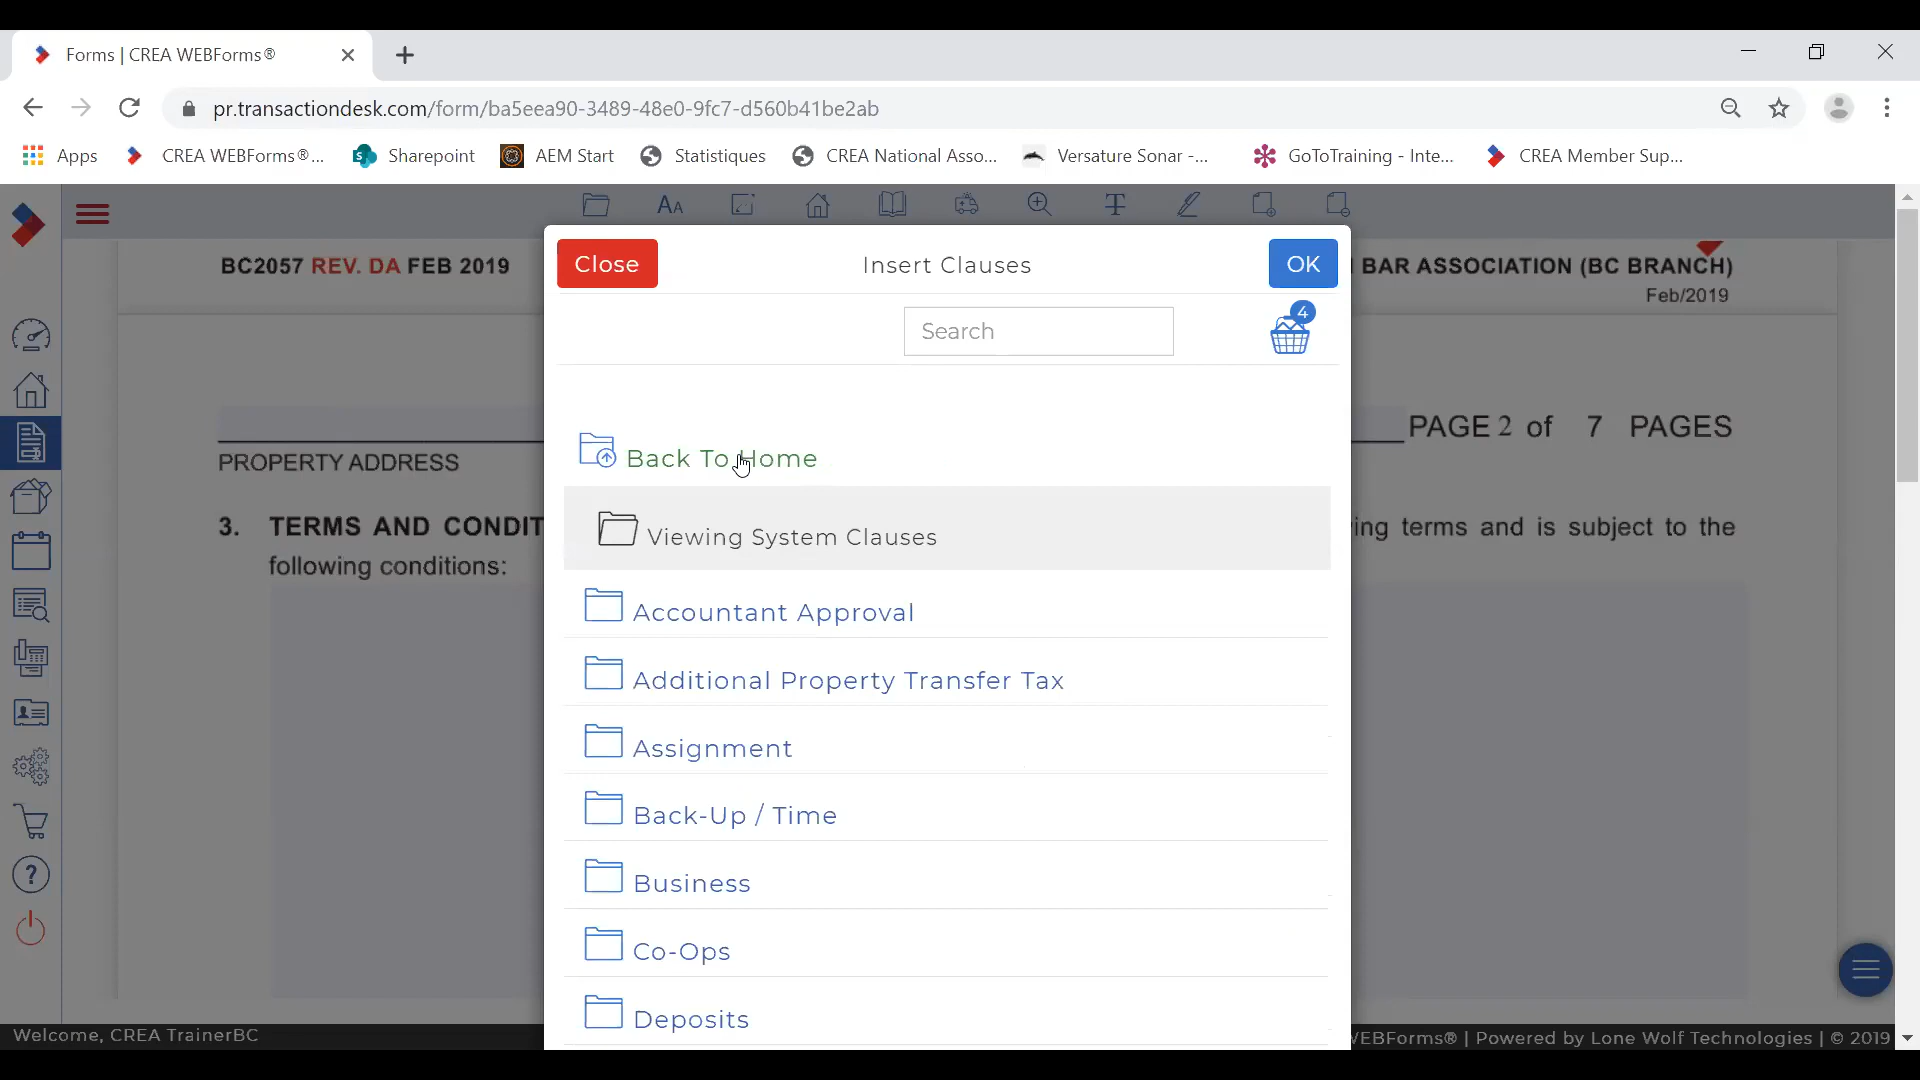 Forms | CREA WEBForms®
pr.transactiondesk.com/form/ba5eea90-3489-48e0-9fc7-d560b41be2ab
Apps CREA WEBForms®... Sharepoint AEM Start Statistiques CREA National Asso... Versature Sonar -... GoToTraining - Inte... CREA Member Sup...
BC2057 REV. DA FEB 2019
BAR ASSOCIATION (BC BRANCH)
Feb/2019
Close
Insert Clauses
OK
Search
4
PAGE 2 of 7 PAGES
PROPERTY ADDRESS
Back To Home
3. TERMS AND CONDIT
ing terms and is subject to the
following conditions:
Viewing System Clauses
Accountant Approval
Additional Property Transfer Tax
Assignment
Back-Up / Time
Business
Co-Ops
Deposits
Welcome, CREA TrainerBC
WEBForms® | Powered by Lone Wolf Technologies | © 2019